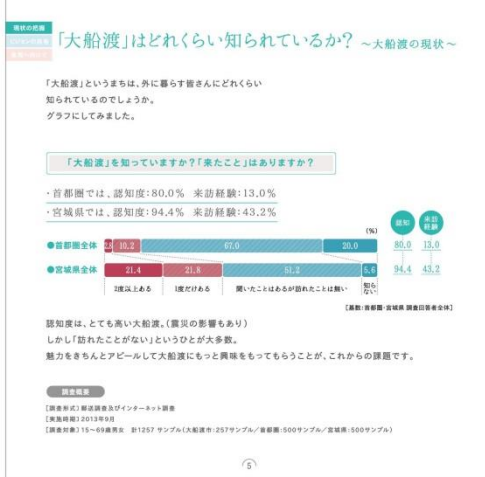 現状の把握
「大船渡」はどれくらい知られているか? ～大船渡の現状～
「大船渡」というまちは、外に暮らす皆さんにどれくらい
知られているのでしょうか。
グラフにしてみました。
「大船渡」を知っていますか?「来たこと」はありますか?
・首都圏では、認知度:80.0% 来訪経験:13.0%
・宮城県では、認知度:94.4% 来訪経験:43.2%
(%)
認知
来訪
経験
●首都圏全体 2.8 10.2 67.0 20.0 80.0 13.0
●宮城県全体 21.4 21.8 51.2 5.6 94.4 43.2
2度以上ある 1度だけある 聞いたことはあるが訪れたことは無い 知らない
【基数:首都圏・宮城県 調査回答者全体】
認知度は、とても高い大船渡。(震災の影響もあり)
しかし「訪れたことがない」というひとが大多数。
魅力をきちんとアピールして大船渡にもっと興味をもってもらうことが、これからの課題です。
調査概要
【調査形式】郵送調査及びインターネット調査
【実施時期】2013年9月
【調査対象】15～69歳男女 計1257 サンプル(大船渡市:257サンプル/首都圏:500サンプル/宮城県:500サンプル)
5